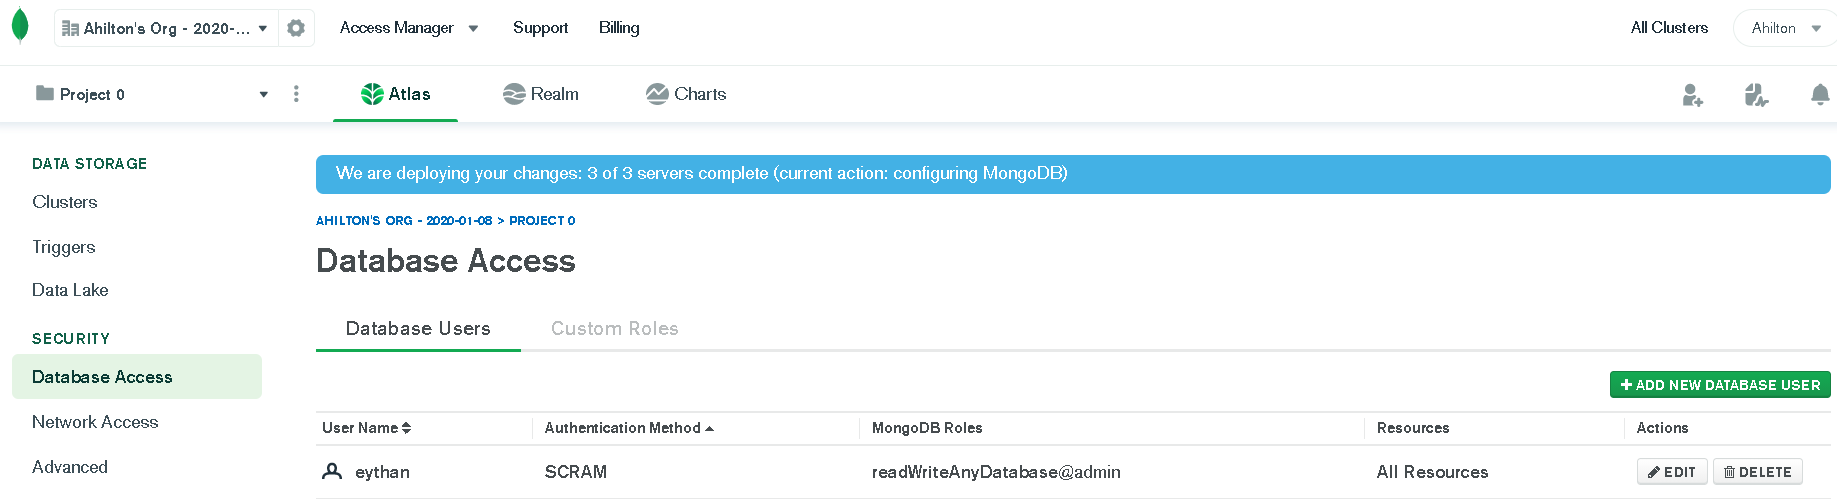 Ahilton's Org - 2020-... Access Manager Support Billing All Clusters Ahilton
Project 0 Atlas Realm Charts
DATA STORAGE
Clusters
Triggers
Data Lake
SECURITY
Database Access
Network Access
Advanced
We are deploying your changes: 3 of 3 servers complete (current action: configuring MongoDB)
AHILTON'S ORG - 2020-01-08 > PROJECT 0
Database Access
Database Users Custom Roles
+ ADD NEW DATABASE USER
User Name Authentication Method MongoDB Roles Resources Actions
eythan SCRAM readWriteAnyDatabase@admin All Resources EDIT DELETE